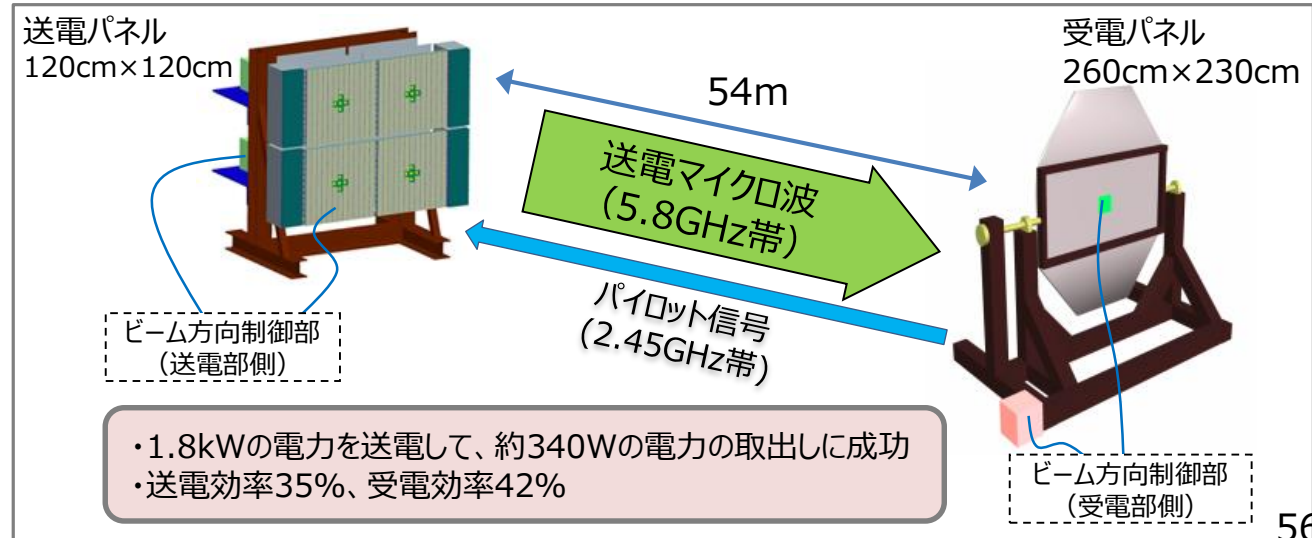 送電パネル
120cm×120cm
受電パネル
260cm×230cm
54m
送電マイクロ波
(5.8GHz帯)
パイロット信号
(2.45GHz帯)
ビーム方向制御部
(送電部側)
・1.8kWの電力を送電して、約340Wの電力の取出しに成功
・送電効率35%、受電効率42%
ビーム方向制御部
(受電部側)
56